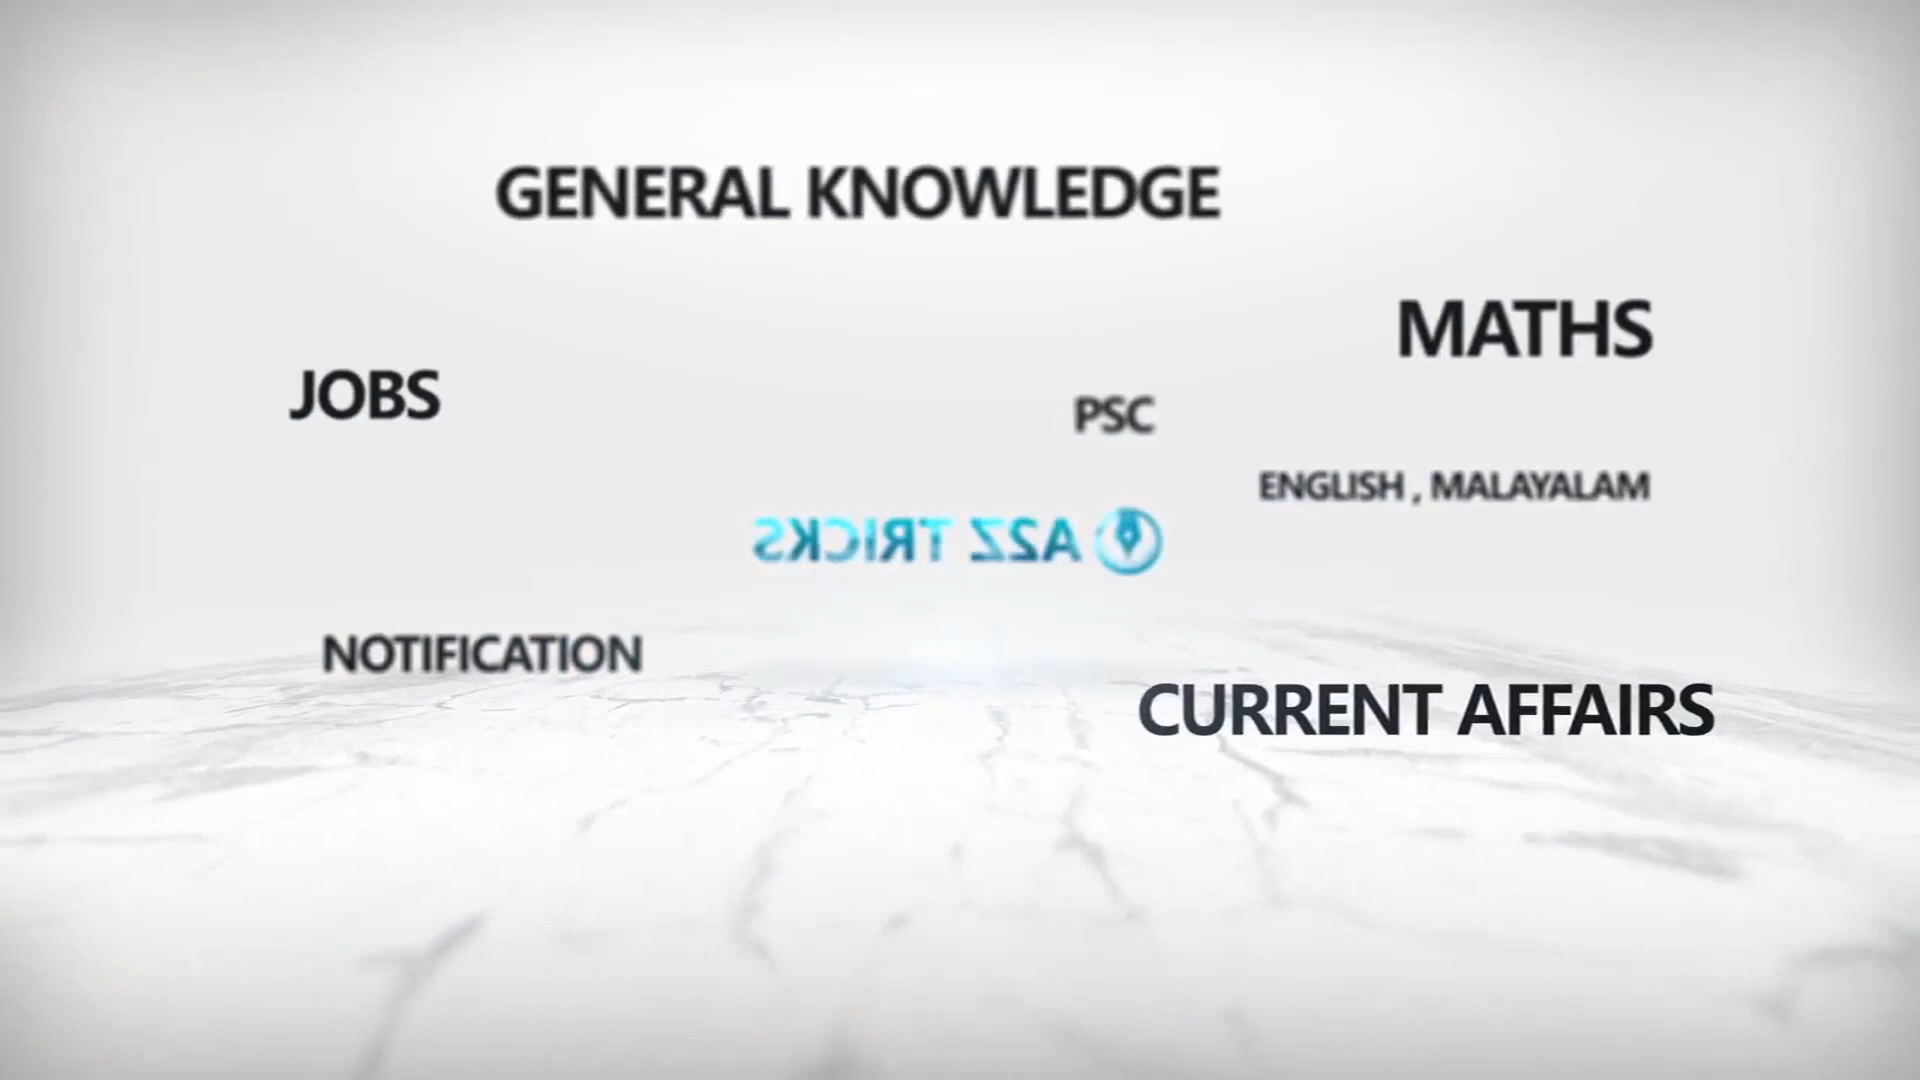 GENERAL KNOWLEDGE
MATHS
JOBS
PSC
ENGLISH , MALAYALAM
A2Z TRICKS
NOTIFICATION
CURRENT AFFAIRS